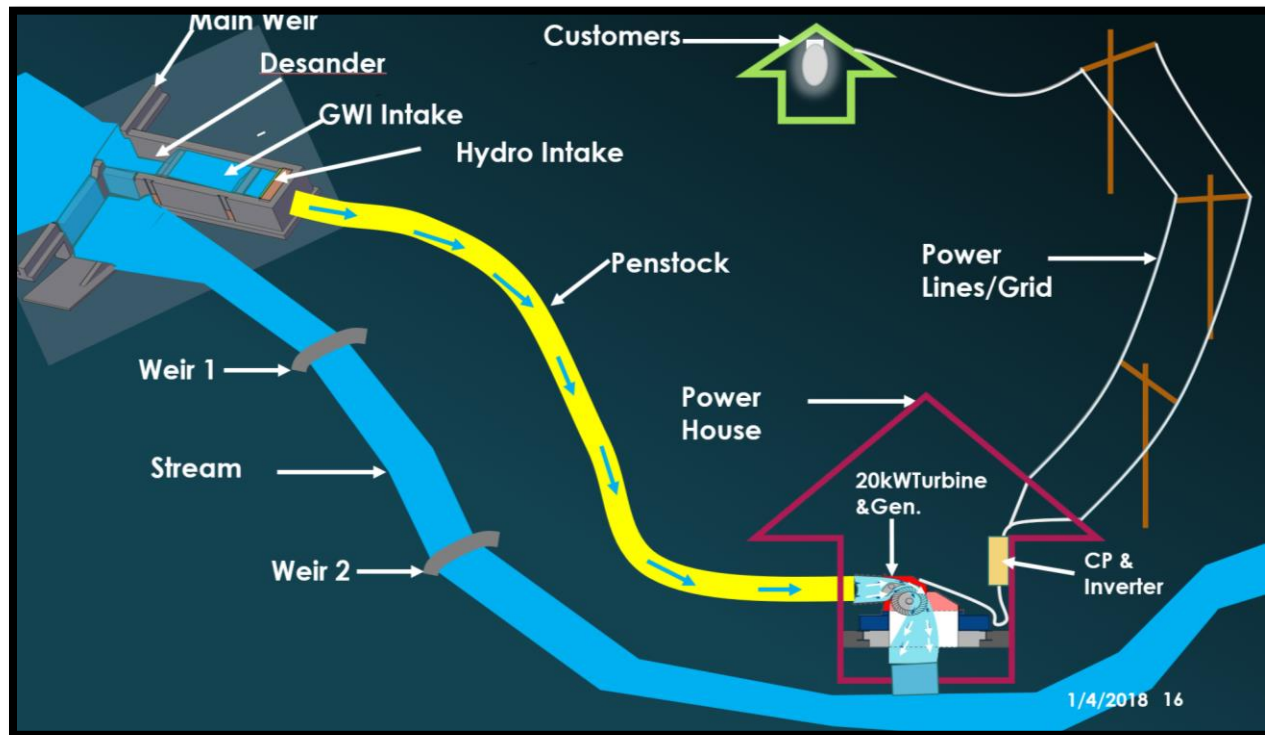 Main Weir
Desander
GWI Intake
Hydro Intake
Customers
Penstock
Power
Lines/Grid
Weir 1
Stream
Weir 2
Power
House
20kWTurbine
&Gen.
CP &
Inverter
1/4/2018 16